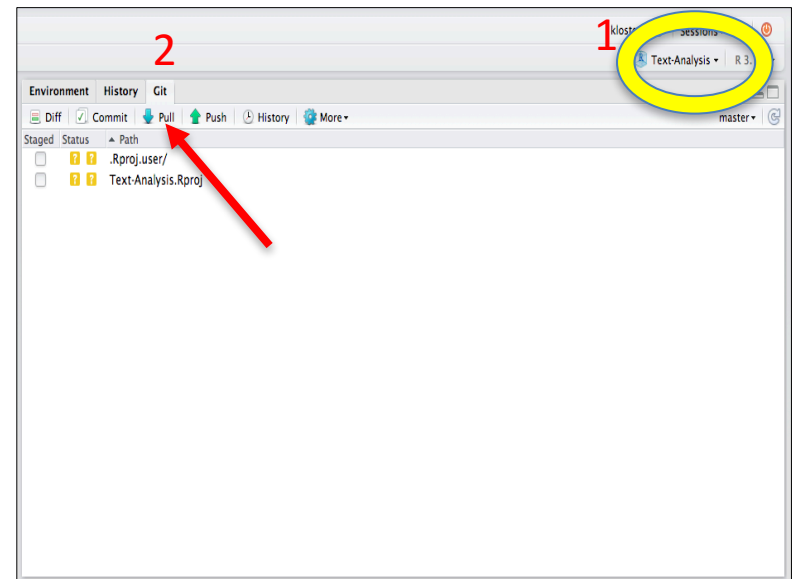 1 Sessions
2 Text-Analysis R 3.
Environment History Git
Diff Commit Pull Push History More master
Staged Status Path
? ? .Rproj.user/
? ? Text-Analysis.Rproj